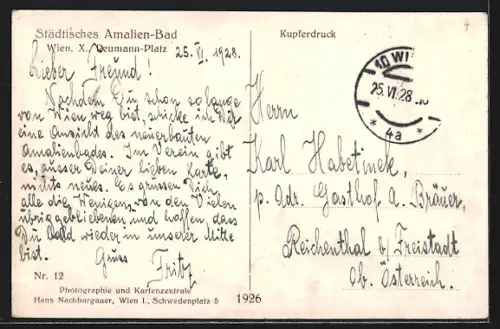 Städtisches Amalien-Bad
Wien, X., Reumann-Platz
25. VI. 1928.
Lieber Freund!
Nachdem Du schon so lange
von Wien weg bist, schicke ich Dir
eine Ansicht des neuerbauten
Amalienbades. Im Verein gibt
es, ausser Deiner lieben Karte,
nichts neues. Es grüssen Dich
alle die Wenigen, von den Vielen
übriggebliebenen und hoffen, dass
Du bald wieder in unserer Mitte
bist. Gruss
Fritz
Nr. 12
Photographie und Kartenzentrale
Hans Nachbargauer, Wien I., Schwedenplatz 5
1926
Kupferdruck
4
10 WI
25.VI.28
* 4a *
Herrn
Karl Habetinek,
p. Adr. Gasthof A. Bräuer,
Reichenthal b/ Freistadt
Ob. Österreich.